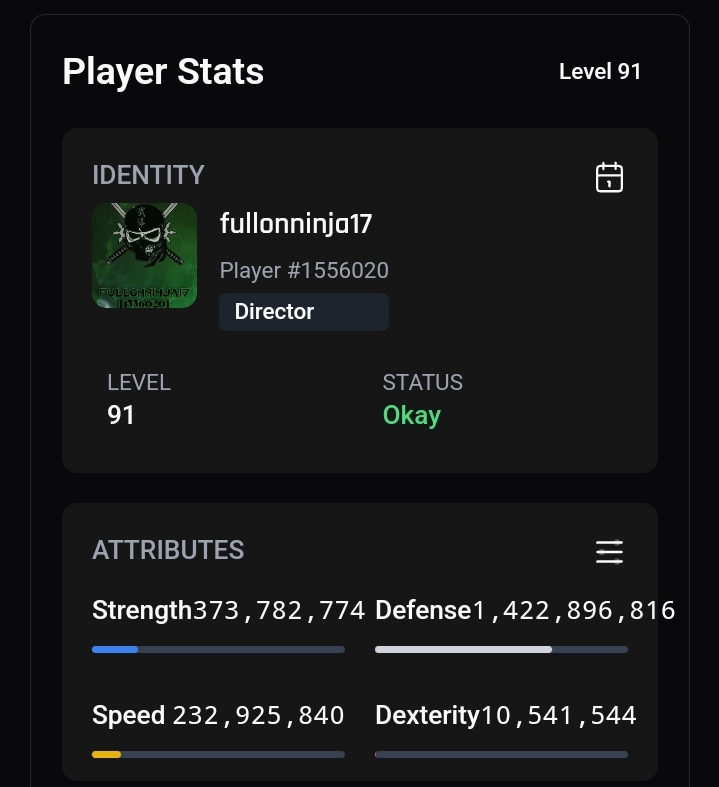 Player Stats
Level 91
IDENTITY
fullonninja17
Player #1556020
Director
FULLONNINJA17
[1556020]
LEVEL
91
STATUS
Okay
ATTRIBUTES
Strength373,782,774
Defense1,422,896,816
Speed 232,925,840
Dexterity10,541,544